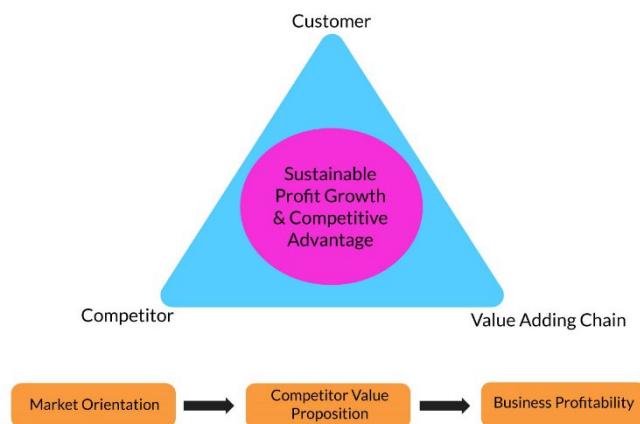 Customer
Sustainable
Profit Growth
& Competitive
Advantage
Competitor
Value Adding Chain
Market Orientation
Competitor Value
Proposition
Business Profitability